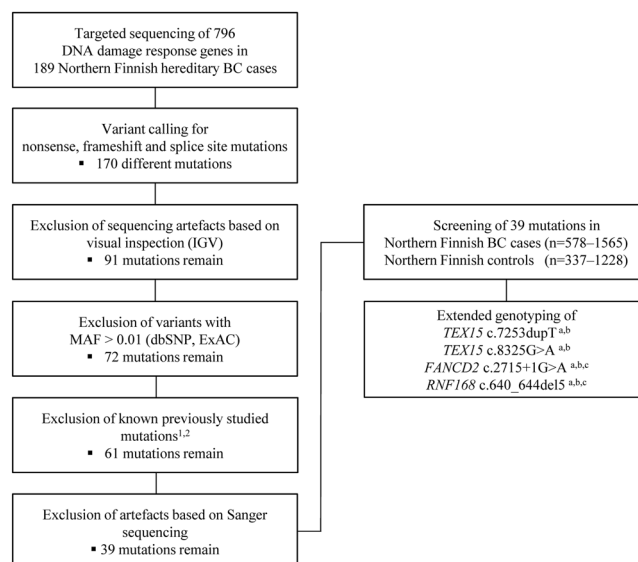 Targeted sequencing of 796
DNA damage response genes in
189 Northern Finnish hereditary BC cases
Variant calling for
nonsense, frameshift and splice site mutations
▪ 170 different mutations
Exclusion of sequencing artefacts based on
visual inspection (IGV)
▪ 91 mutations remain
Exclusion of variants with
MAF > 0.01 (dbSNP, ExAC)
▪ 72 mutations remain
Exclusion of known previously studied
mutations1,2
▪ 61 mutations remain
Exclusion of artefacts based on Sanger
sequencing
▪ 39 mutations remain
Screening of 39 mutations in
Northern Finnish BC cases (n=578–1565)
Northern Finnish controls (n=337–1228)
Extended genotyping of
TEX15 c.7253dupT a,b
TEX15 c.8325G>A a,b
FANCD2 c.2715+1G>A a,b,c
RNF168 c.640_644del5 a,b,c